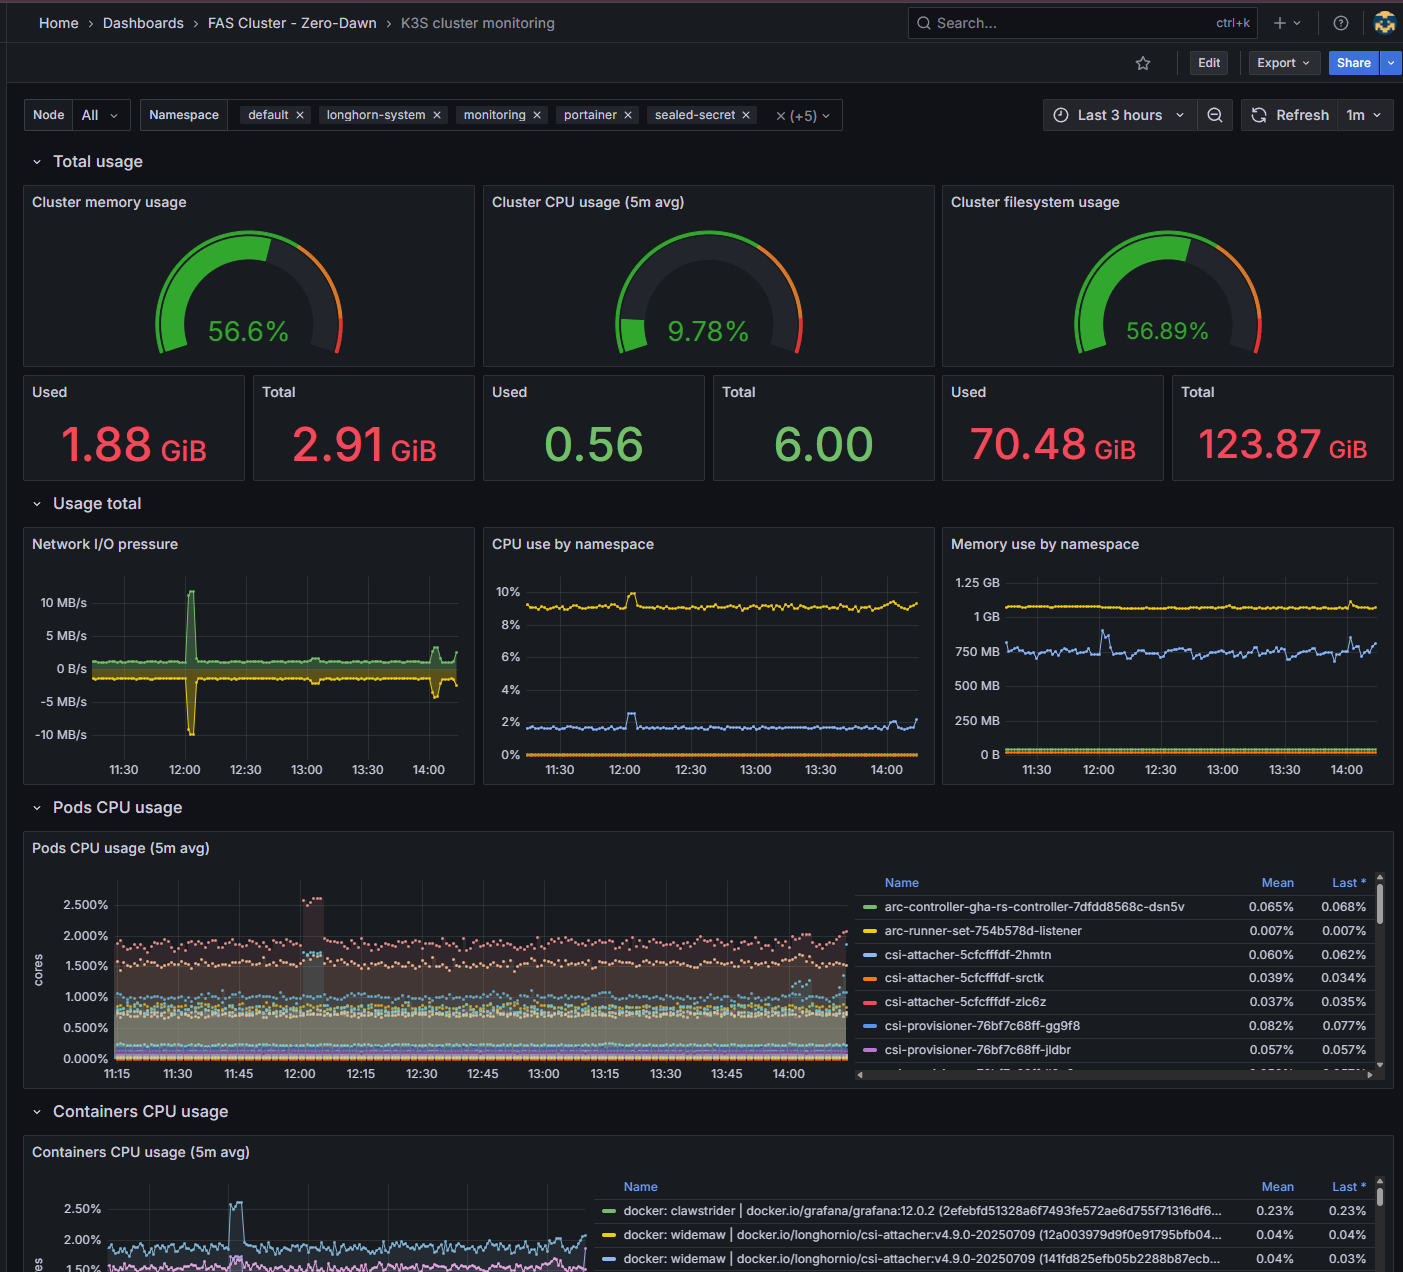 Home › Dashboards › FAS Cluster - Zero-Dawn › K3S cluster monitoring
Search... ctrl+k
Edit Export Share
Node All Namespace default × longhorn-system × monitoring × portainer × sealed-secret × × (+5) Last 3 hours Refresh 1m
Total usage
Cluster memory usage
56.6%
Cluster CPU usage (5m avg)
9.78%
Cluster filesystem usage
56.89%
Used
1.88 GiB
Total
2.91 GiB
Used
0.56
Total
6.00
Used
70.48 GiB
Total
123.87 GiB
Usage total
Network I/O pressure
10 MB/s
5 MB/s
0 B/s
-5 MB/s
-10 MB/s
11:30 12:00 12:30 13:00 13:30 14:00
CPU use by namespace
10%
8%
6%
4%
2%
0%
11:30 12:00 12:30 13:00 13:30 14:00
Memory use by namespace
1.25 GB
1 GB
750 MB
500 MB
250 MB
0 B
11:30 12:00 12:30 13:00 13:30 14:00
Pods CPU usage
Pods CPU usage (5m avg)
cores
2.500%
2.000%
1.500%
1.000%
0.500%
0.000%
11:15 11:30 11:45 12:00 12:15 12:30 12:45 13:00 13:15 13:30 13:45 14:00
Name Mean Last *
arc-controller-gha-rs-controller-7dfdd8568c-dsn5v 0.065% 0.068%
arc-runner-set-754b578d-listener 0.007% 0.007%
csi-attacher-5cfcfffdf-2hmtn 0.060% 0.062%
csi-attacher-5cfcfffdf-srctk 0.039% 0.034%
csi-attacher-5cfcfffdf-zlc6z 0.037% 0.035%
csi-provisioner-76bf7c68ff-gg9f8 0.082% 0.077%
csi-provisioner-76bf7c68ff-jldbr 0.057% 0.057%
Containers CPU usage
Containers CPU usage (5m avg)
2.50%
2.00%
1.50%
Name Mean Last *
docker: clawstrider | docker.io/grafana/grafana:12.0.2 (2efebfd51328a6f7493fe572ae6d755f71316df6... 0.23% 0.23%
docker: widemaw | docker.io/longhornio/csi-attacher:v4.9.0-20250709 (12a003979d9f0e91795bfb04... 0.04% 0.04%
docker: widemaw | docker.io/longhornio/csi-attacher:v4.9.0-20250709 (141fd825efb05b2288b87ecb... 0.04% 0.03%